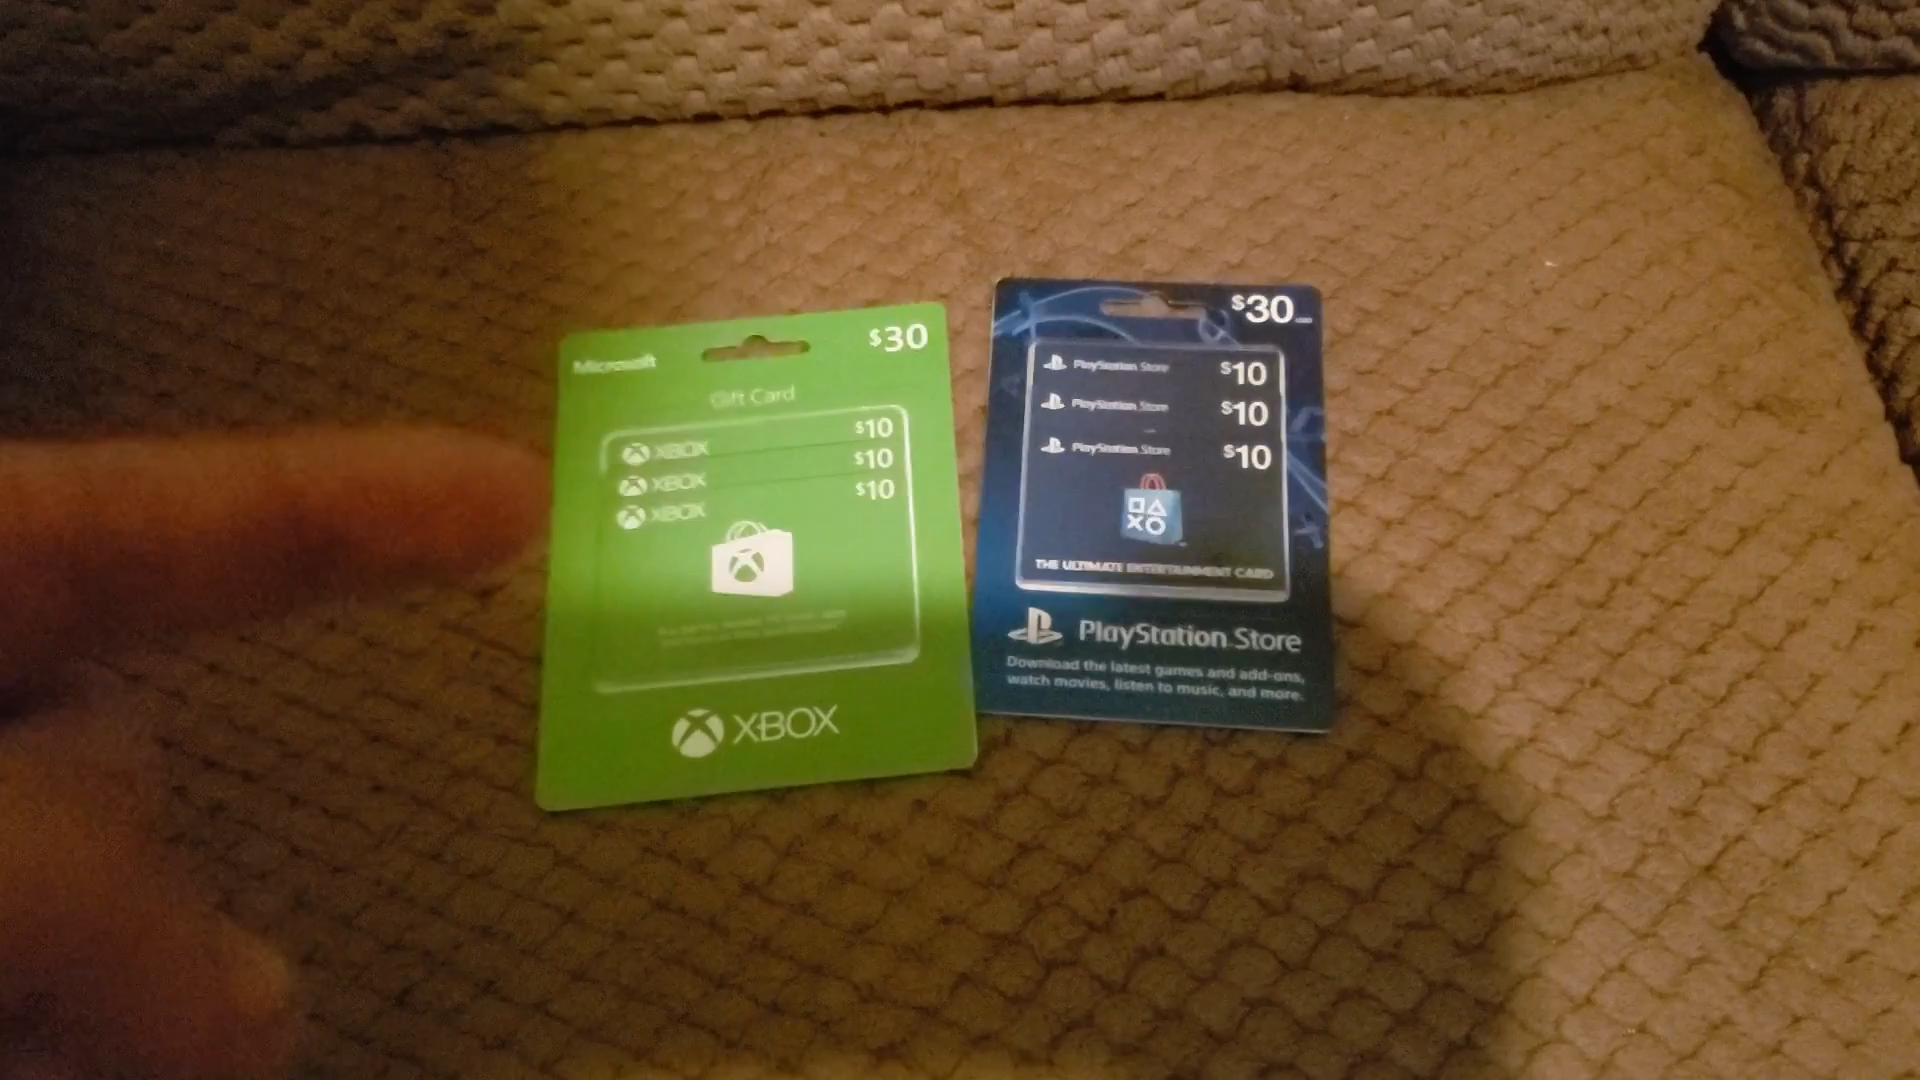 Microsoft
$30
Gift Card
XBOX $10
XBOX $10
XBOX $10
XBOX
$30
PlayStation Store $10
PlayStation Store $10
PlayStation Store $10
THE ULTIMATE ENTERTAINMENT CARD
PlayStation Store
Download the latest games and add-ons,
watch movies, listen to music, and more.